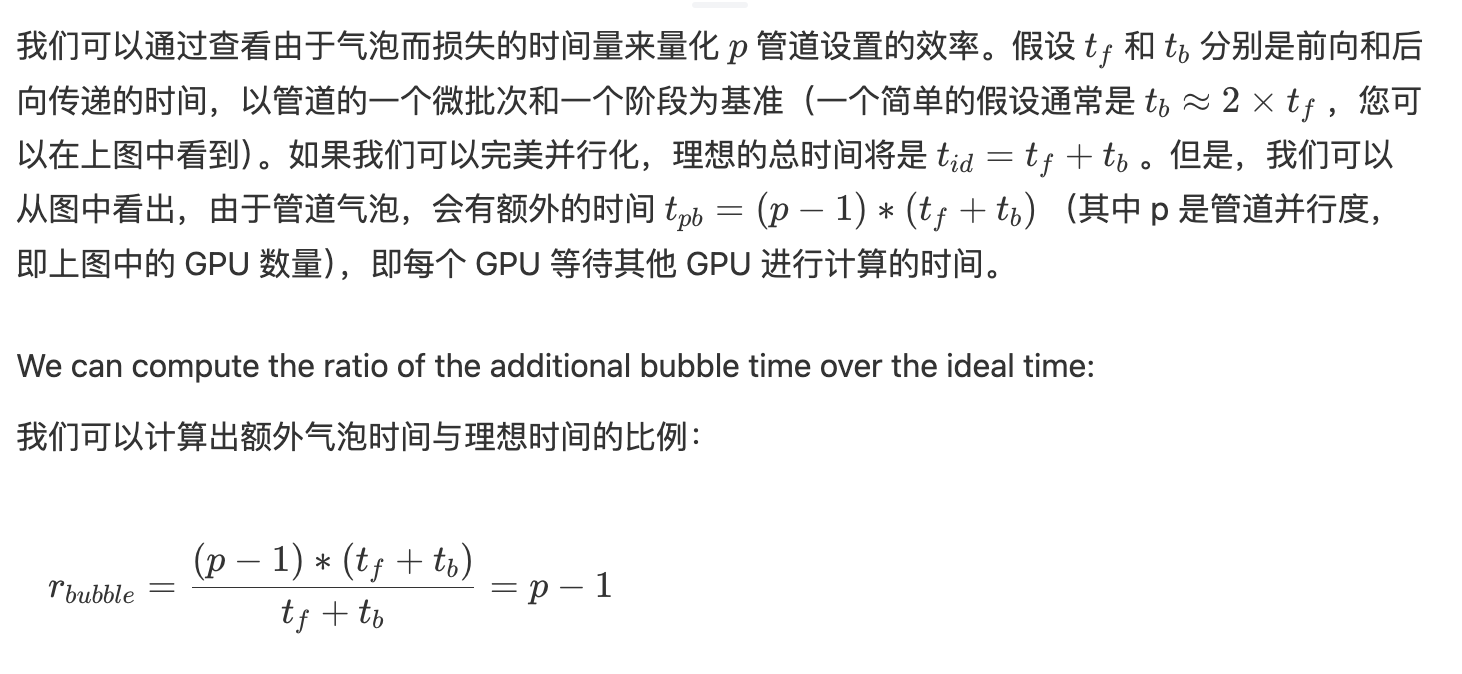 我们可以通过查看由于气泡而损失的时间量来量化 p 管道设置的效率。假设 t_f 和 t_b 分别是前向和后
向传递的时间，以管道的一个微批次和一个阶段为基准（一个简单的假设通常是 t_b ≈ 2 × t_f ，您可
以在上图中看到）。如果我们可以完美并行化，理想的总时间将是 t_{id} = t_f + t_b 。但是，我们可以
从图中看出，由于管道气泡，会有额外的时间 t_{pb} = (p − 1) ∗ (t_f + t_b) （其中 p 是管道并行度，
即上图中的 GPU 数量），即每个 GPU 等待其他 GPU 进行计算的时间。
We can compute the ratio of the additional bubble time over the ideal time:
我们可以计算出额外气泡时间与理想时间的比例：
r_{bubble} = \frac{(p − 1) ∗ (t_f + t_b)}{t_f + t_b} = p − 1